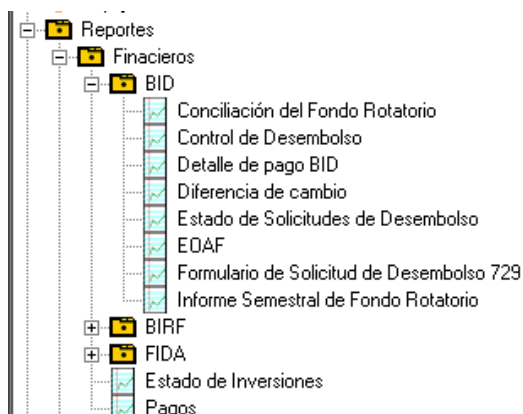 Reportes
Finacieros
BID
Conciliación del Fondo Rotatorio
Control de Desembolso
Detalle de pago BID
Diferencia de cambio
Estado de Solicitudes de Desembolso
EOAF
Formulario de Solicitud de Desembolso 729
Informe Semestral de Fondo Rotatorio
BIRF
FIDA
Estado de Inversiones
Pagos